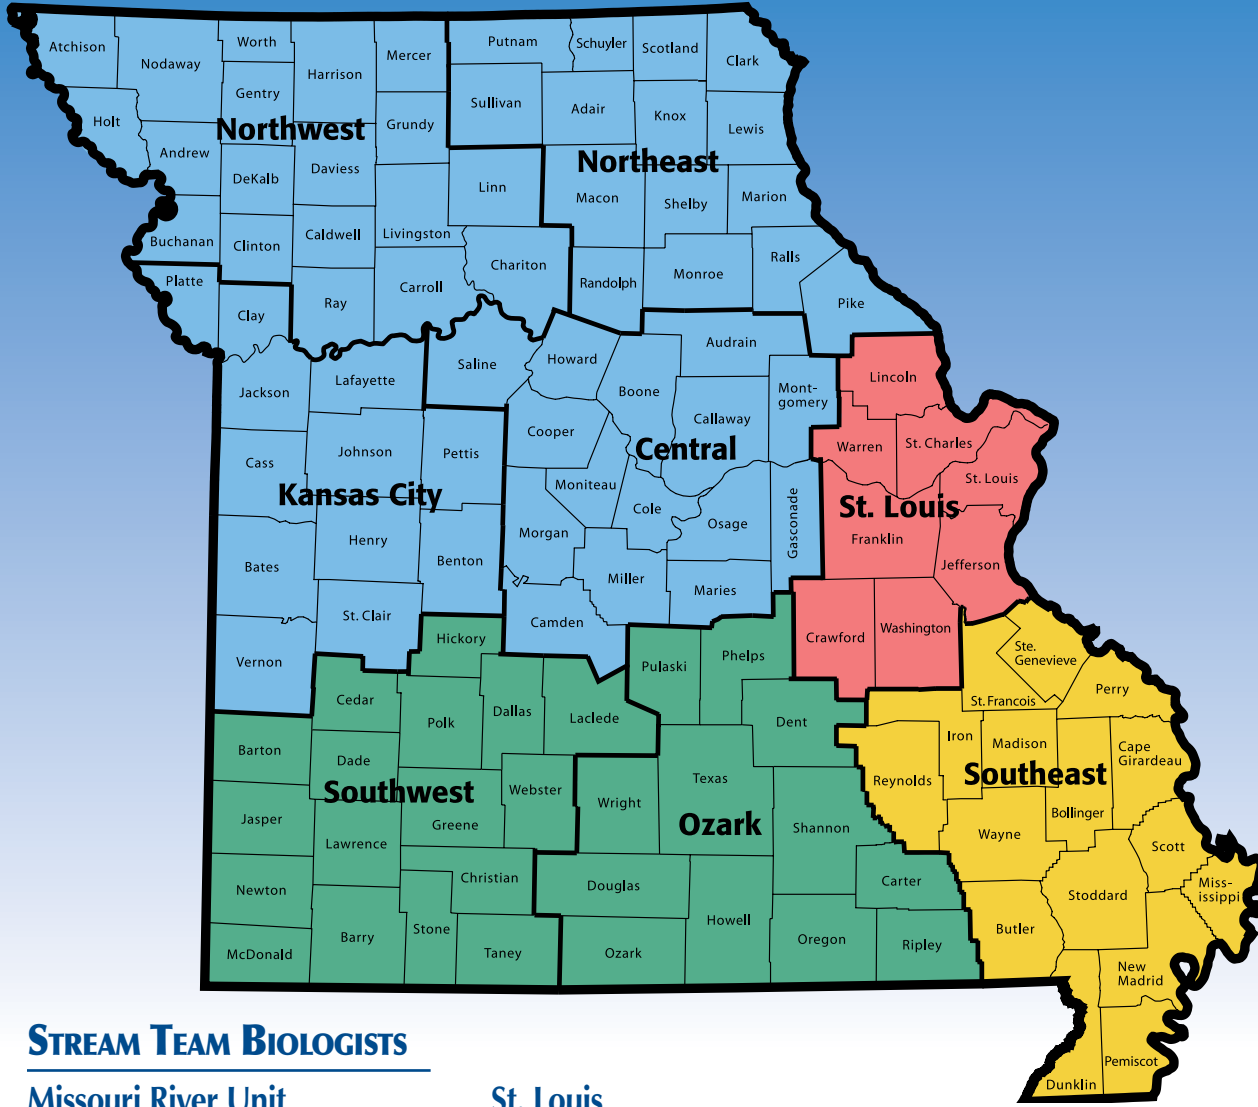 Atchison
Nodaway
Worth
Harrison
Mercer
Putnam
Schuyler
Scotland
Clark
Gentry
Sullivan
Adair
Knox
Lewis
Holt
Northwest
Grundy
Andrew
Northeast
DeKalb
Daviess
Linn
Macon
Shelby
Marion
Buchanan
Clinton
Caldwell
Livingston
Chariton
Randolph
Monroe
Ralls
Platte
Carroll
Clay
Ray
Pike
Audrain
Saline
Howard
Boone
Lincoln
Jackson
Lafayette
Mont-
gomery
Callaway
Cooper
Central
Warren
St. Charles
Cass
Johnson
Pettis
Kansas City
Moniteau
St. Louis
Cole
Gasconade
St. Louis
Osage
Morgan
Franklin
Henry
Bates
Benton
Miller
Maries
Jefferson
St. Clair
Camden
Crawford
Washington
Hickory
Vernon
Pulaski
Phelps
Ste.
Genevieve
Cedar
Polk
Dallas
Laclede
Dent
St. Francois
Perry
Barton
Dade
Iron
Madison
Cape
Girardeau
Southwest
Webster
Texas
Reynolds
Southeast
Wright
Ozark
Jasper
Greene
Shannon
Bollinger
Lawrence
Wayne
Scott
Newton
Christian
Douglas
Carter
Stoddard
Miss-
issippi
Barry
Stone
Howell
Butler
McDonald
Taney
Ozark
Oregon
Ripley
New
Madrid
Pemiscot
Dunklin
STREAM TEAM BIOLOGISTS
Missouri River Unit
St. Louis